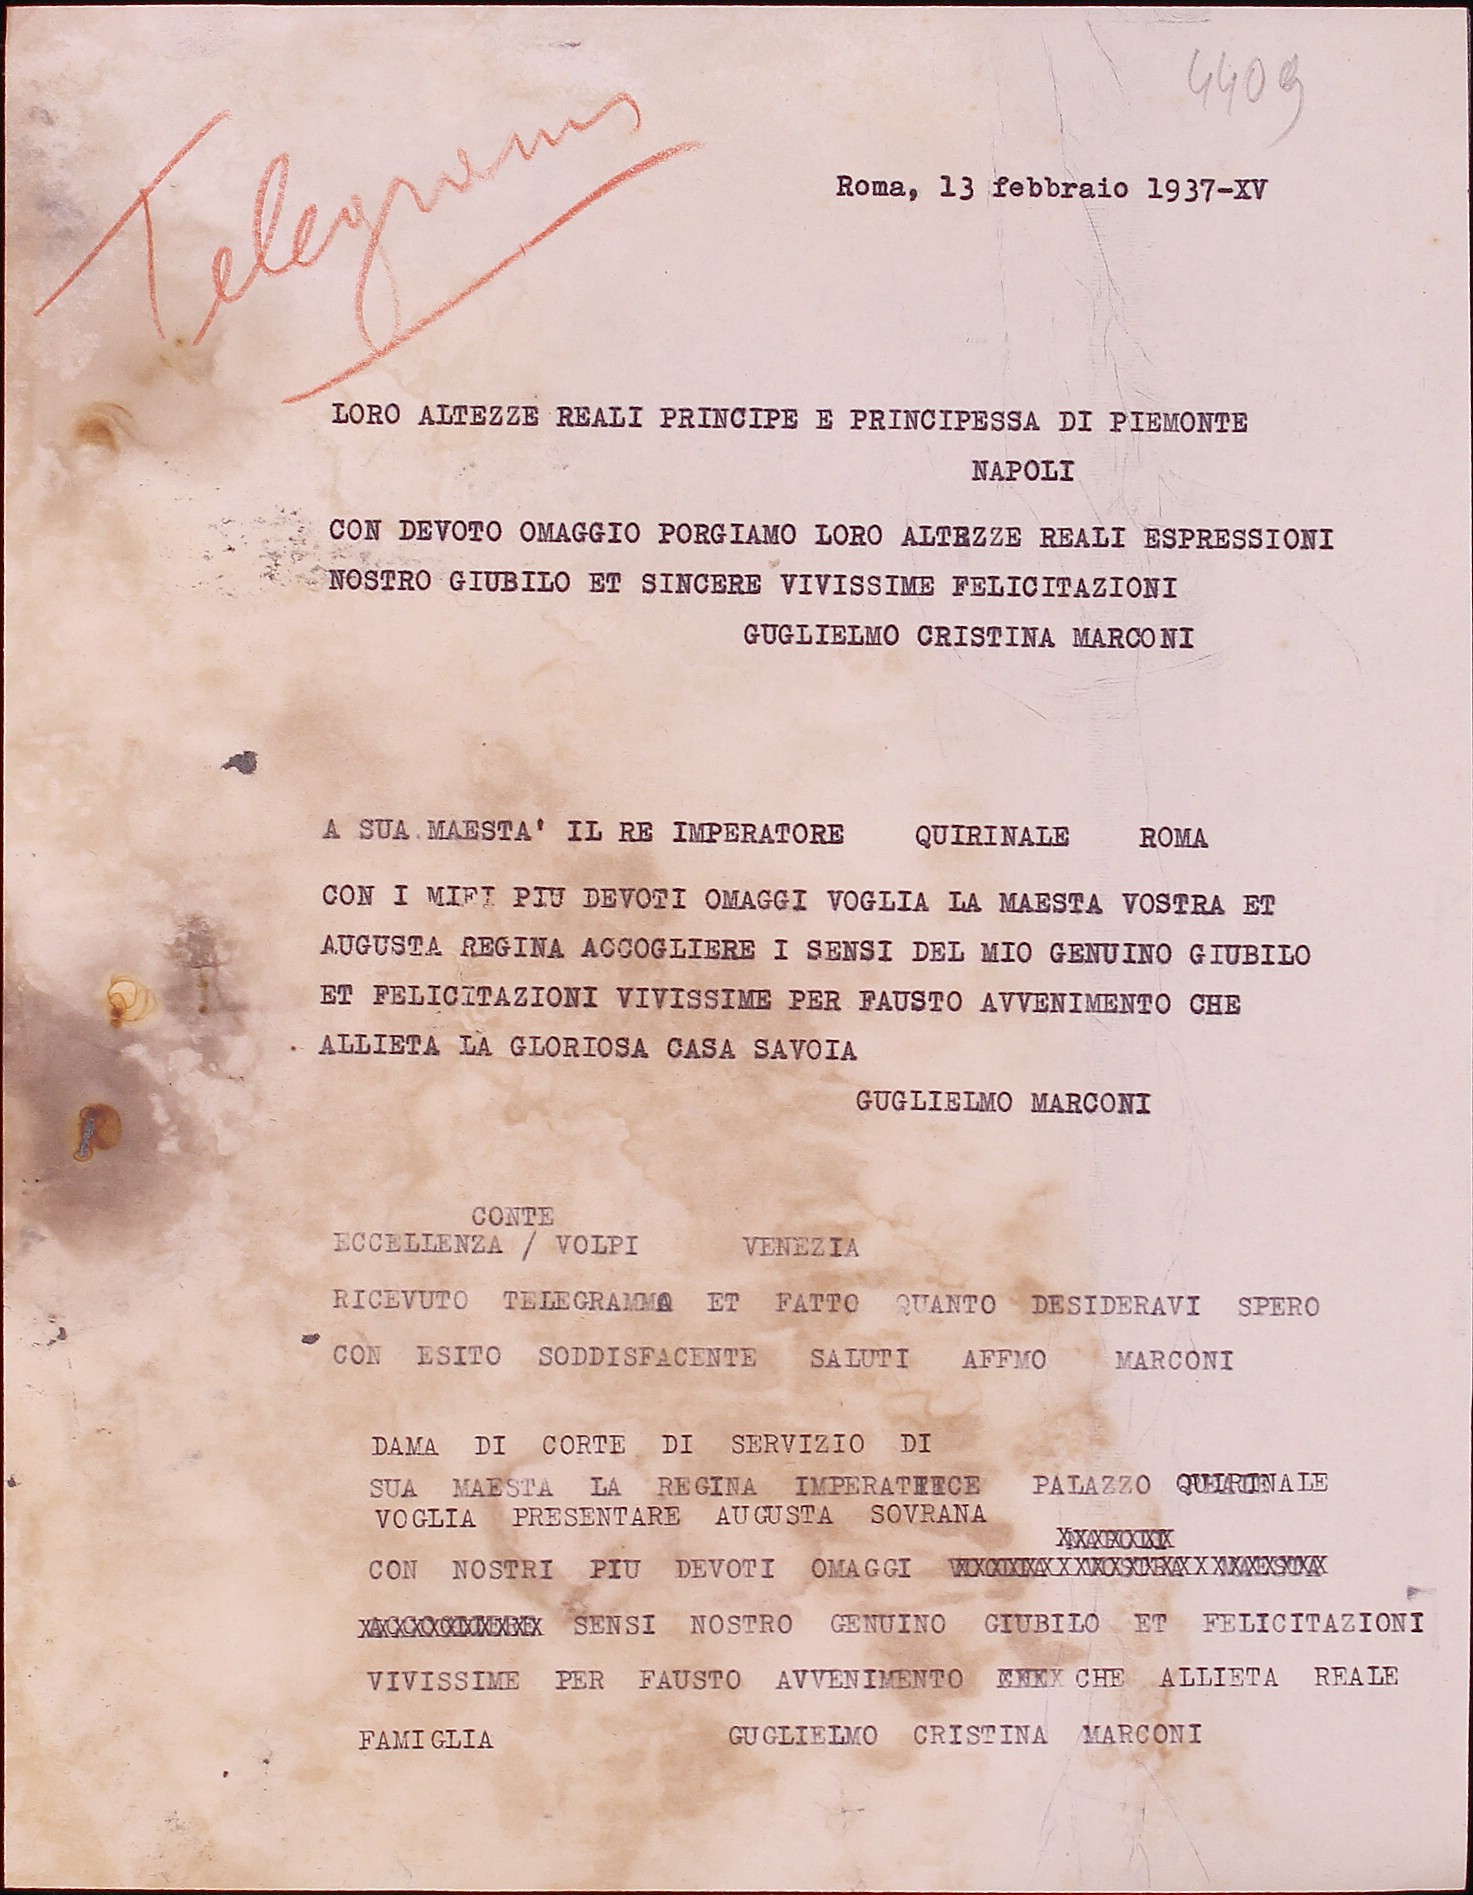 4409
Telegrams
Roma, 13 febbraio 1937-XV
LORO ALTEZZE REALI PRINCIPE E PRINCIPESSA DI PIEMONTE
NAPOLI
CON DEVOTO OMAGGIO PORGIAMO LORO ALTEZZE REALI ESPRESSIONI
NOSTRO GIUBILO ET SINCERE VIVISSIME FELICITAZIONI
GUGLIELMO CRISTINA MARCONI
A SUA MAESTA' IL RE IMPERATORE QUIRINALE ROMA
CON I MIEI PIU DEVOTI OMAGGI VOGLIA LA MAESTA VOSTRA ET
AUGUSTA REGINA ACCOGLIERE I SENSI DEL MIO GENUINO GIUBILO
ET FELICITAZIONI VIVISSIME PER FAUSTO AVVENIMENTO CHE
ALLIETA LA GLORIOSA CASA SAVOIA
GUGLIELMO MARCONI
CONTE
ECCELLENZA / VOLPI VENEZIA
RICEVUTO TELEGRAMMA ET FATTO QUANTO DESIDERAVI SPERO
CON ESITO SODDISFACENTE SALUTI AFFMO MARCONI
DAMA DI CORTE DI SERVIZIO DI
SUA MAESTA LA REGINA IMPERATRICE PALAZZO QUIRINALE
VOGLIA PRESENTARE AUGUSTA SOVRANA
CON NOSTRI PIU DEVOTI OMAGGI
SENSI NOSTRO GENUINO GIUBILO ET FELICITAZIONI
VIVISSIME PER FAUSTO AVVENIMENTO CHE ALLIETA REALE
FAMIGLIA GUGLIELMO CRISTINA MARCONI